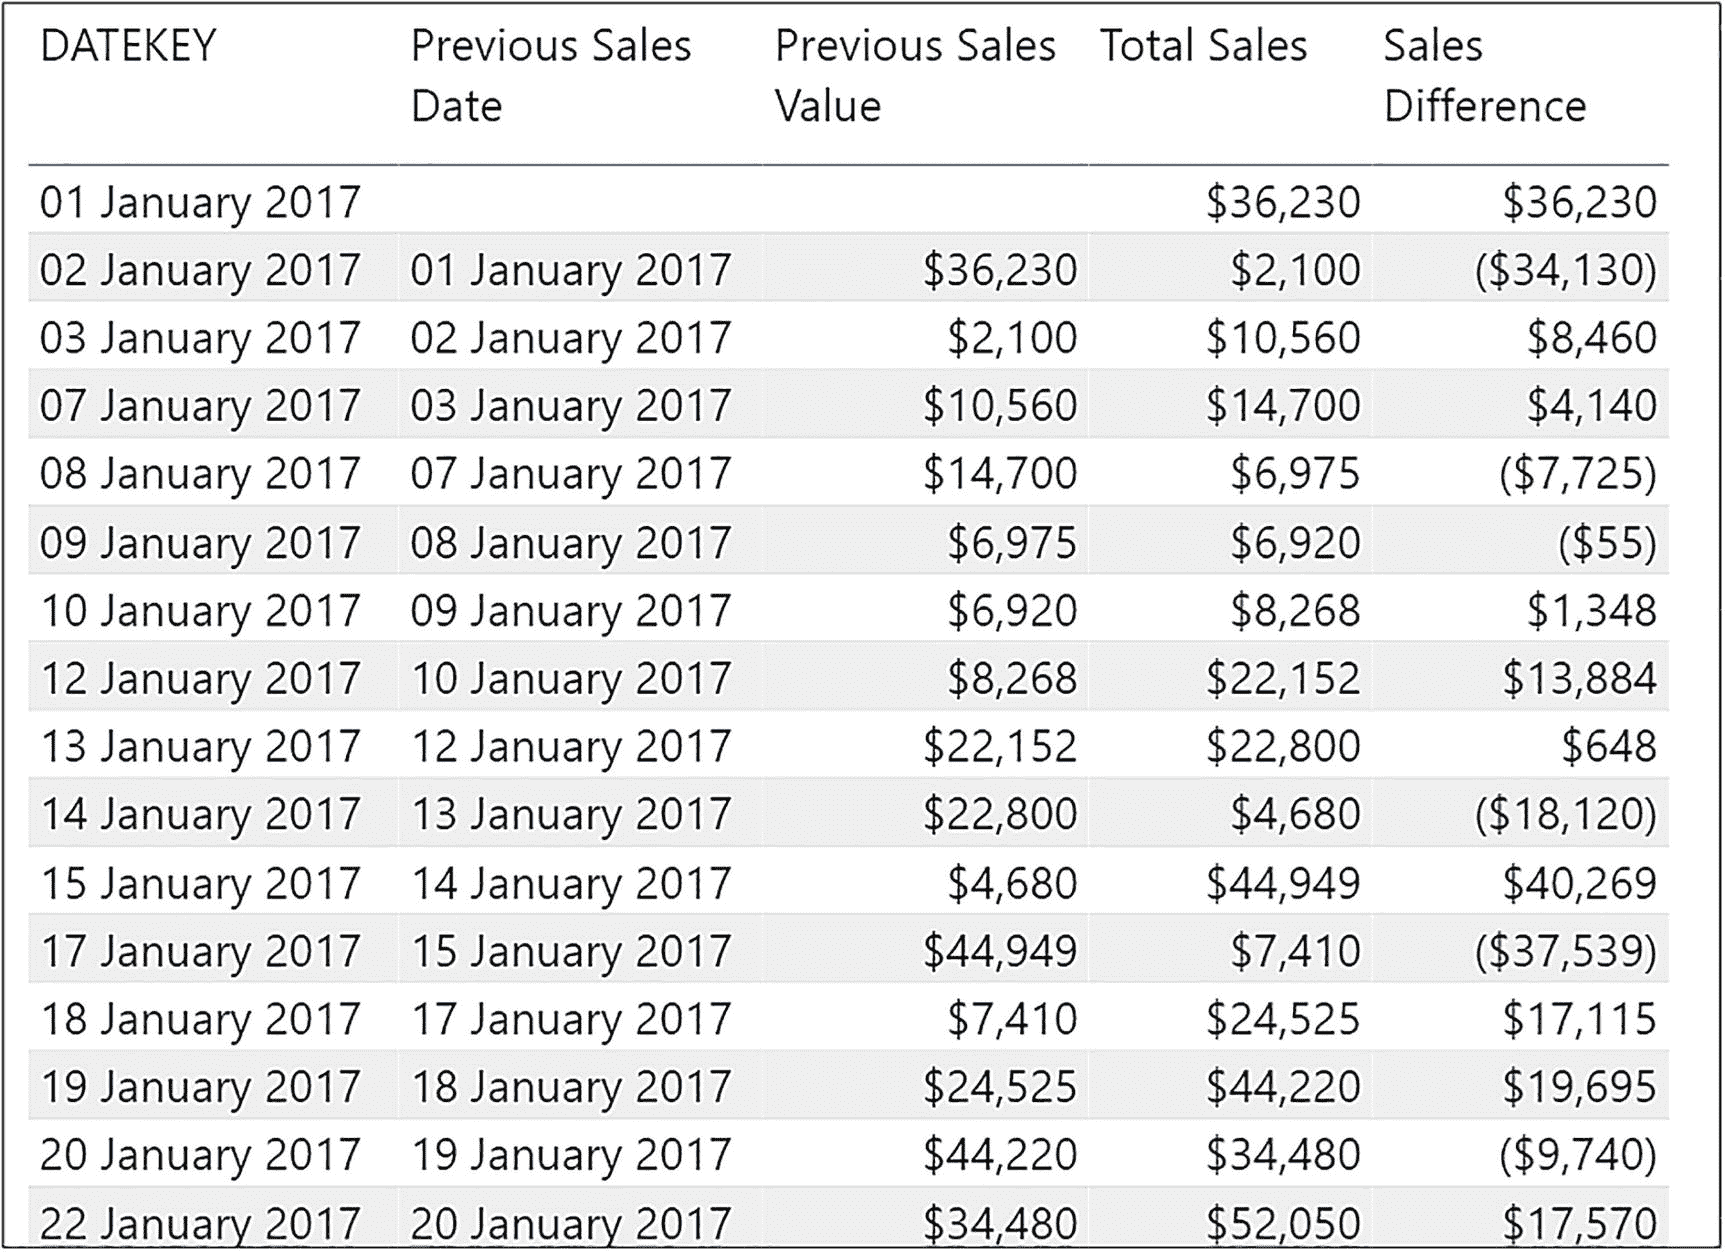 DATEKEY Previous Sales Date Previous Sales Value Total Sales Sales Difference
01 January 2017 $36,230 $36,230
02 January 2017 01 January 2017 $36,230 $2,100 ($34,130)
03 January 2017 02 January 2017 $2,100 $10,560 $8,460
07 January 2017 03 January 2017 $10,560 $14,700 $4,140
08 January 2017 07 January 2017 $14,700 $6,975 ($7,725)
09 January 2017 08 January 2017 $6,975 $6,920 ($55)
10 January 2017 09 January 2017 $6,920 $8,268 $1,348
12 January 2017 10 January 2017 $8,268 $22,152 $13,884
13 January 2017 12 January 2017 $22,152 $22,800 $648
14 January 2017 13 January 2017 $22,800 $4,680 ($18,120)
15 January 2017 14 January 2017 $4,680 $44,949 $40,269
17 January 2017 15 January 2017 $44,949 $7,410 ($37,539)
18 January 2017 17 January 2017 $7,410 $24,525 $17,115
19 January 2017 18 January 2017 $24,525 $44,220 $19,695
20 January 2017 19 January 2017 $44,220 $34,480 ($9,740)
22 January 2017 20 January 2017 $34,480 $52,050 $17,570